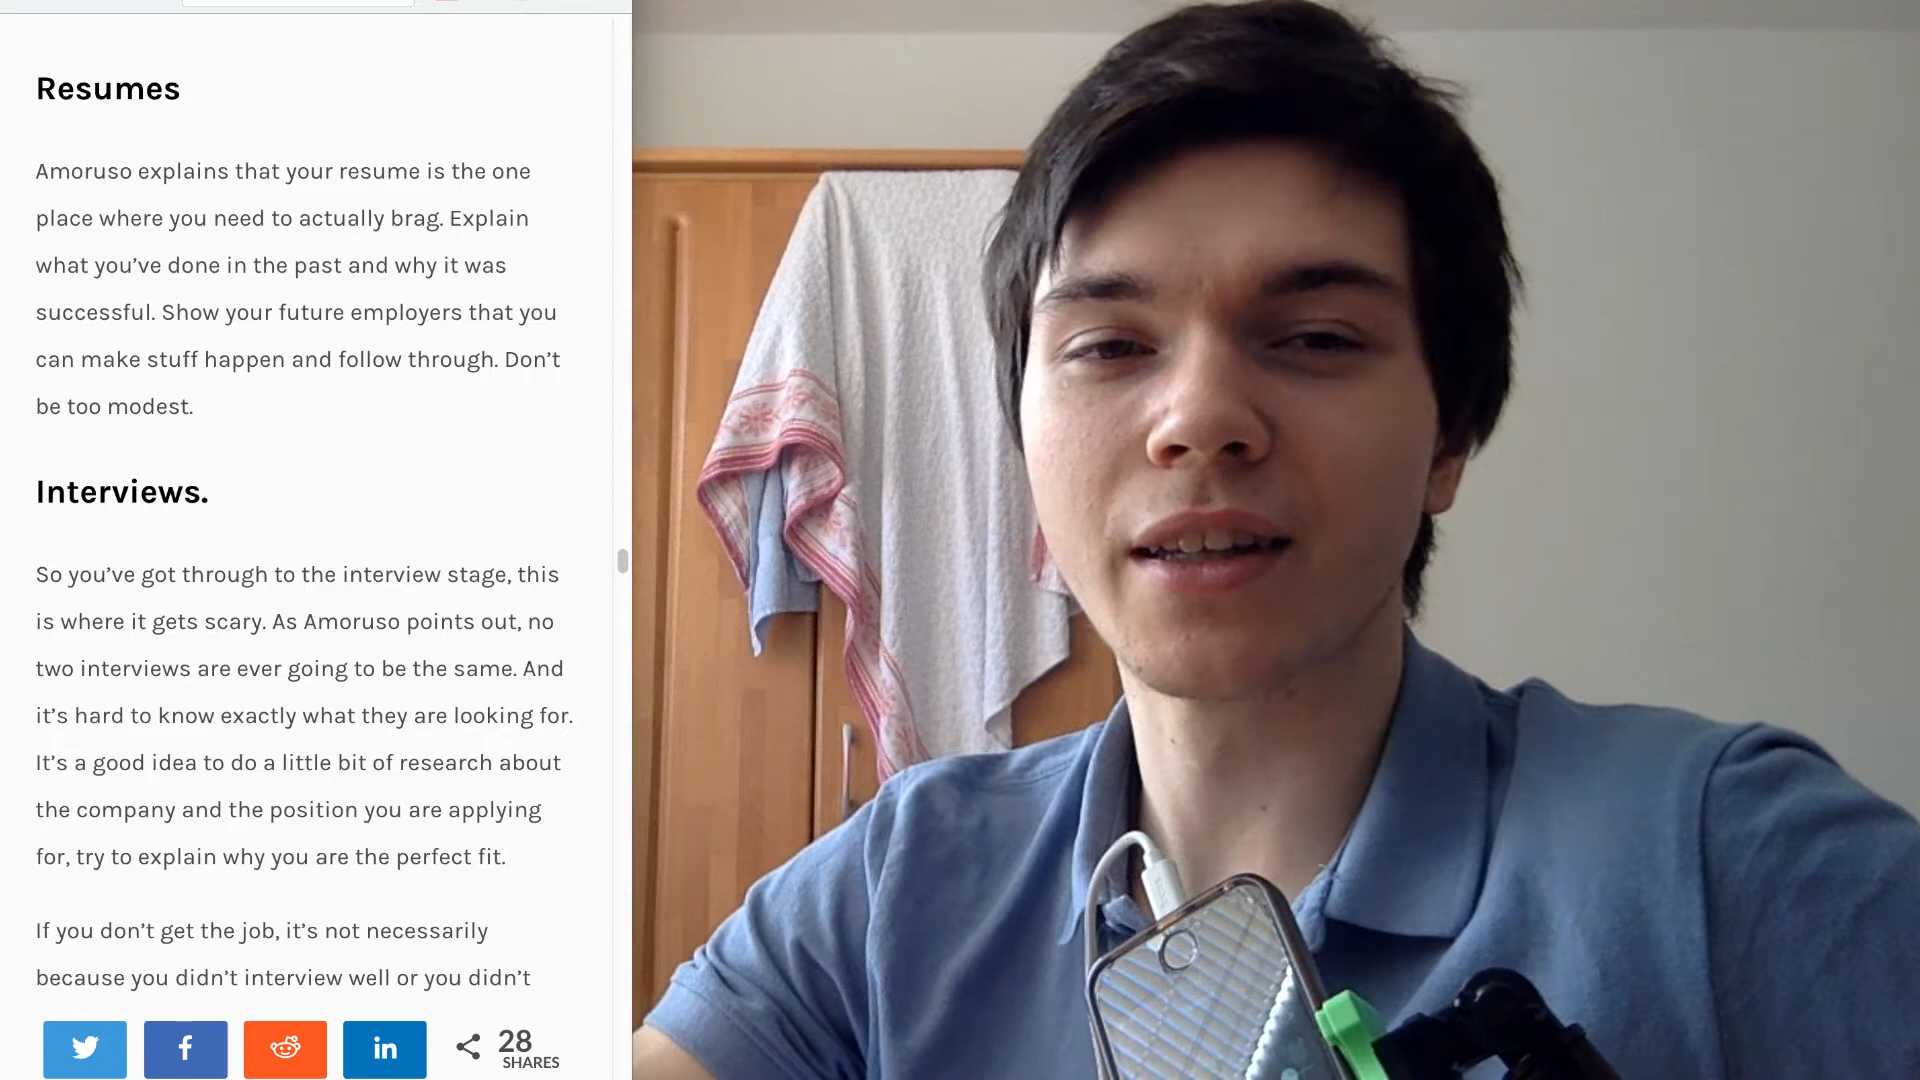 Resumes
Amoruso explains that your resume is the one
place where you need to actually brag. Explain
what you’ve done in the past and why it was
successful. Show your future employers that you
can make stuff happen and follow through. Don’t
be too modest.
Interviews.
So you’ve got through to the interview stage, this
is where it gets scary. As Amoruso points out, no
two interviews are ever going to be the same. And
it’s hard to know exactly what they are looking for.
It’s a good idea to do a little bit of research about
the company and the position you are applying
for, try to explain why you are the perfect fit.
If you don’t get the job, it’s not necessarily
because you didn’t interview well or you didn’t
28
SHARES